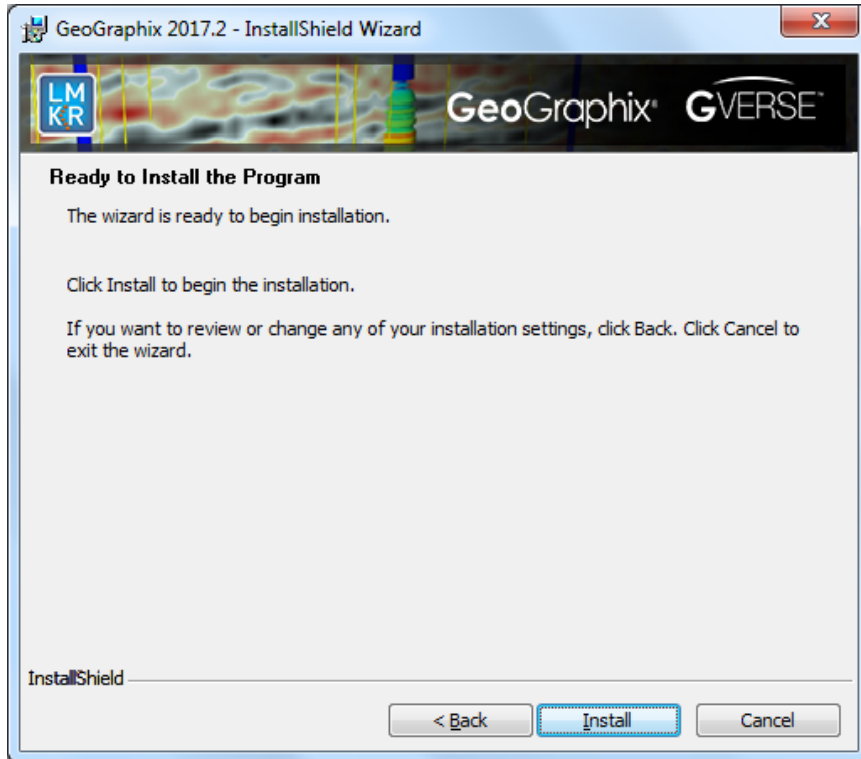 GeoGraphix 2017.2 - InstallShield Wizard
LM
KR
GeoGraphix® GVERSE™
Ready to Install the Program
The wizard is ready to begin installation.
Click Install to begin the installation.
If you want to review or change any of your installation settings, click Back. Click Cancel to
exit the wizard.
InstallShield
< Back Install Cancel